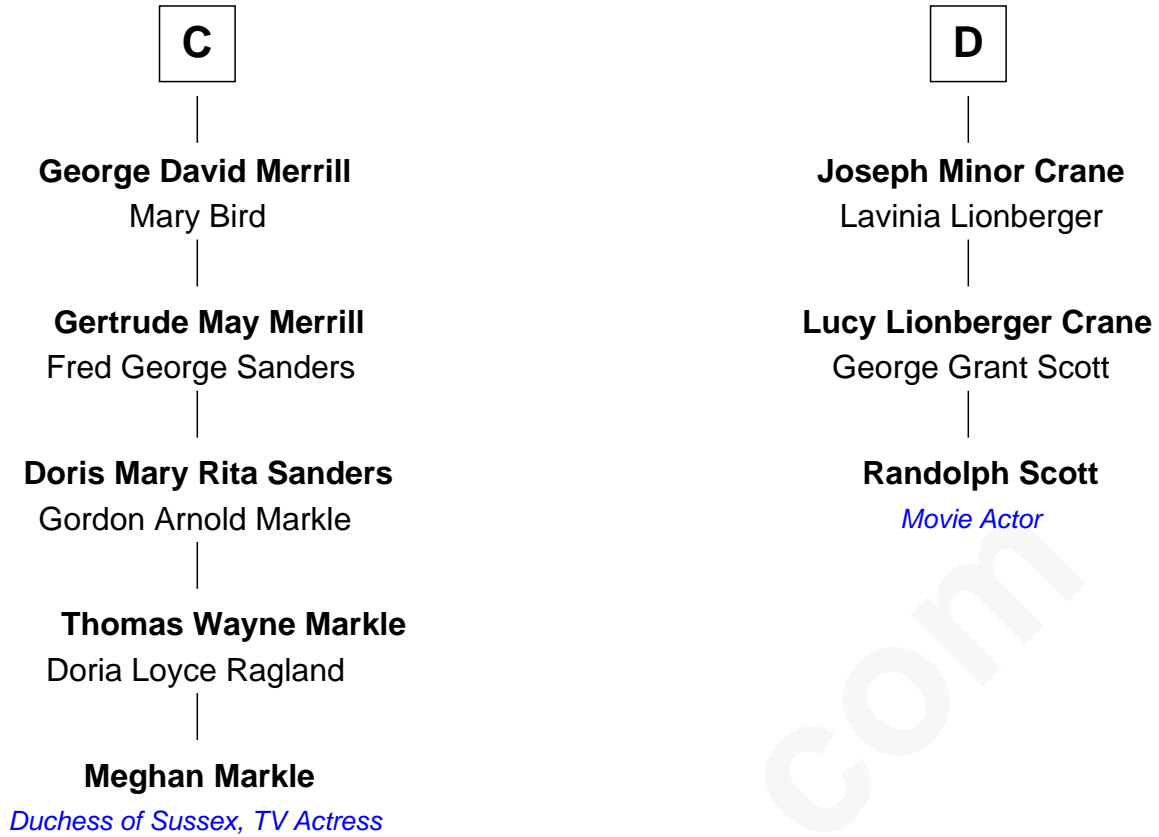 C
George David Merrill
Mary Bird
Gertrude May Merrill
Fred George Sanders
Doris Mary Rita Sanders
Gordon Arnold Markle
Thomas Wayne Markle
Doria Loyce Ragland
Meghan Markle
Duchess of Sussex, TV Actress
D
Joseph Minor Crane
Lavinia Lionberger
Lucy Lionberger Crane
George Grant Scott
Randolph Scott
Movie Actor
com